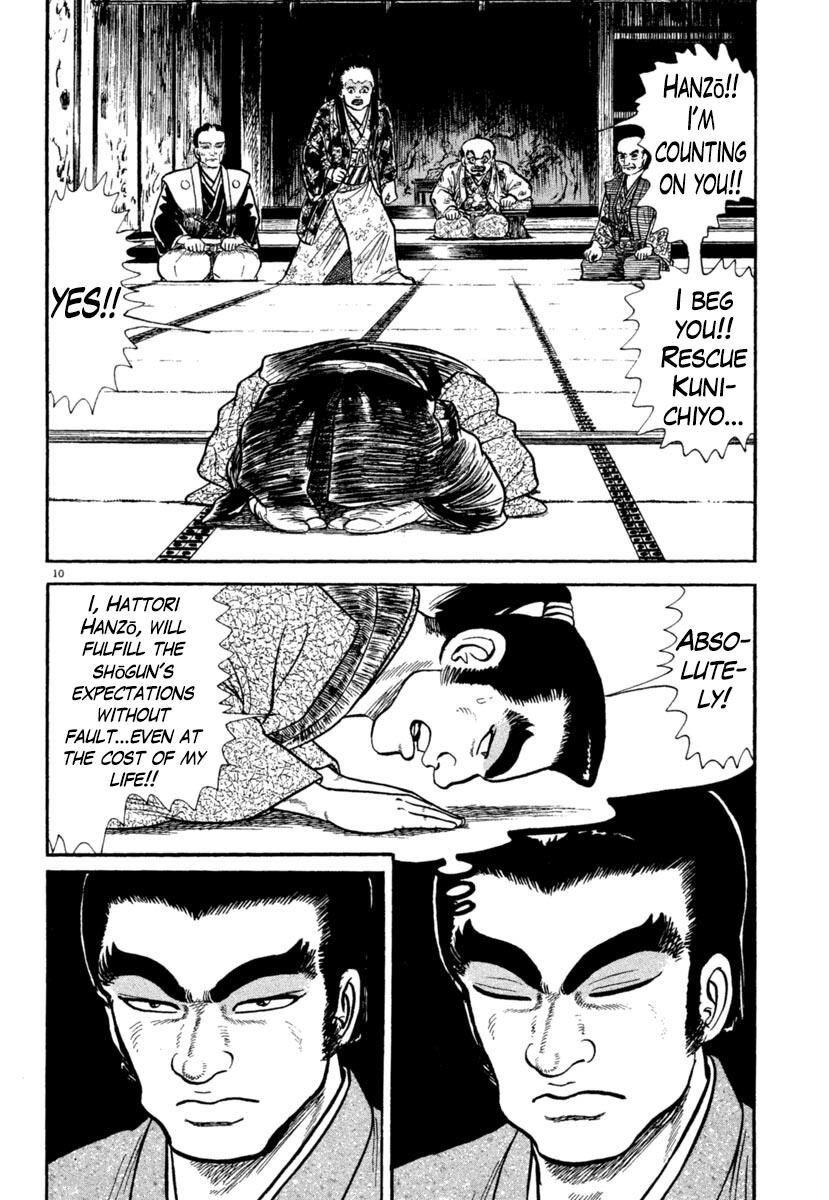 HANZŌ!!
I'M
COUNTING
ON YOU!!
I BEG
YOU!!
RESCUE
KUNI-
CHIYO...
YES!!
10
ABSO-
LUTE-
LY!
I, HATTORI
HANZŌ, WILL
FULFILL THE
SHŌGUN'S
EXPECTATIONS
WITHOUT
FAULT...EVEN AT
THE COST OF MY
LIFE!!